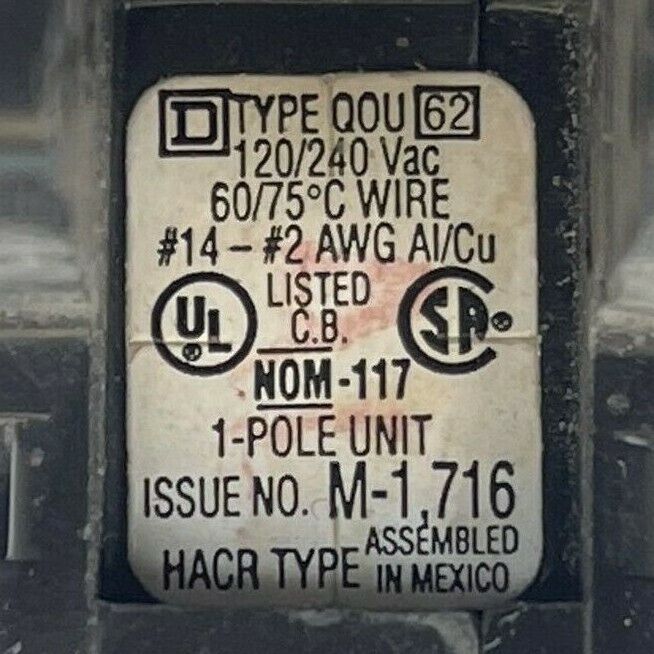 D TYPE QOU 62
120/240 Vac
60/75°C WIRE
#14 - #2 AWG Al/Cu
UL ® LISTED C.B. SA ®
NOM-117
1-POLE UNIT
ISSUE NO. M-1,716
HACR TYPE ASSEMBLED IN MEXICO